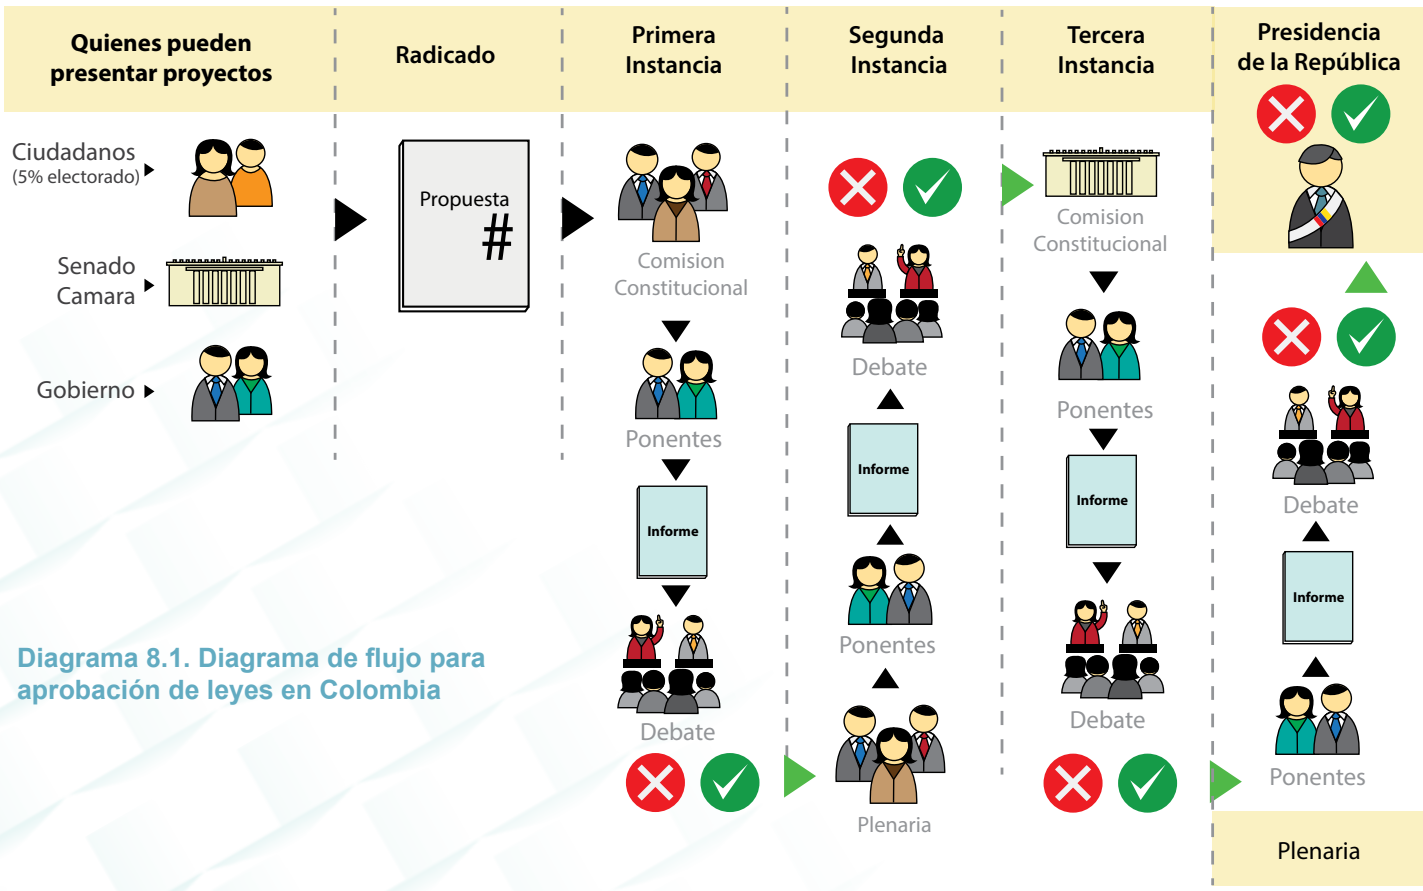 Quienes pueden
presentar proyectos
Radicado
Primera
Instancia
Segunda
Instancia
Tercera
Instancia
Presidencia
de la República
Ciudadanos
(5% electorado)
Senado
Camara
Gobierno
Propuesta
#
Comision
Constitucional
Ponentes
Informe
Debate
Debate
Informe
Ponentes
Plenaria
Comision
Constitucional
Ponentes
Informe
Debate
Debate
Informe
Ponentes
Plenaria
Diagrama 8.1. Diagrama de flujo para
aprobación de leyes en Colombia